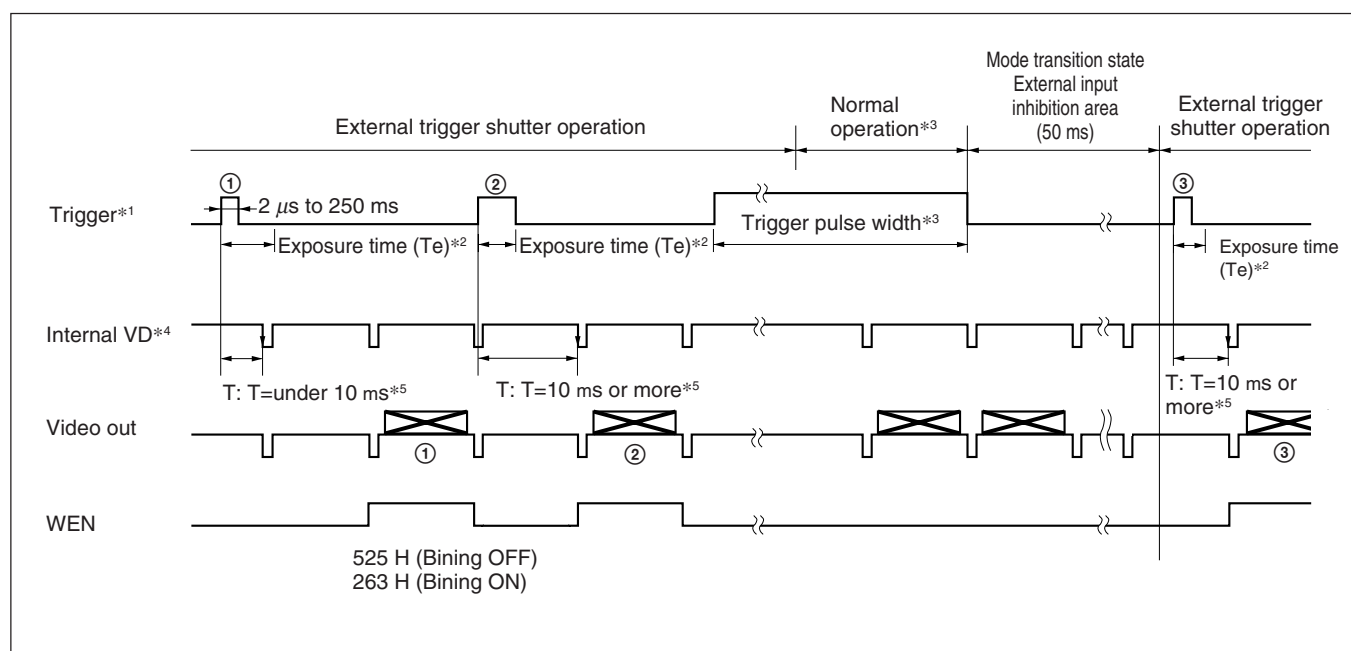 Mode transition state
External input
inhibition area
(50 ms)
Normal
operation*3
External trigger
shutter operation
External trigger shutter operation
①
②
③
Trigger*1
2 μs to 250 ms
Trigger pulse width*3
Exposure time (Te)*2
Exposure time (Te)*2
Exposure time
(Te)*2
Internal VD*4
T: T=under 10 ms*5
T: T=10 ms or more*5
T: T=10 ms or
more*5
Video out
①
②
③
WEN
525 H (Bining OFF)
263 H (Bining ON)